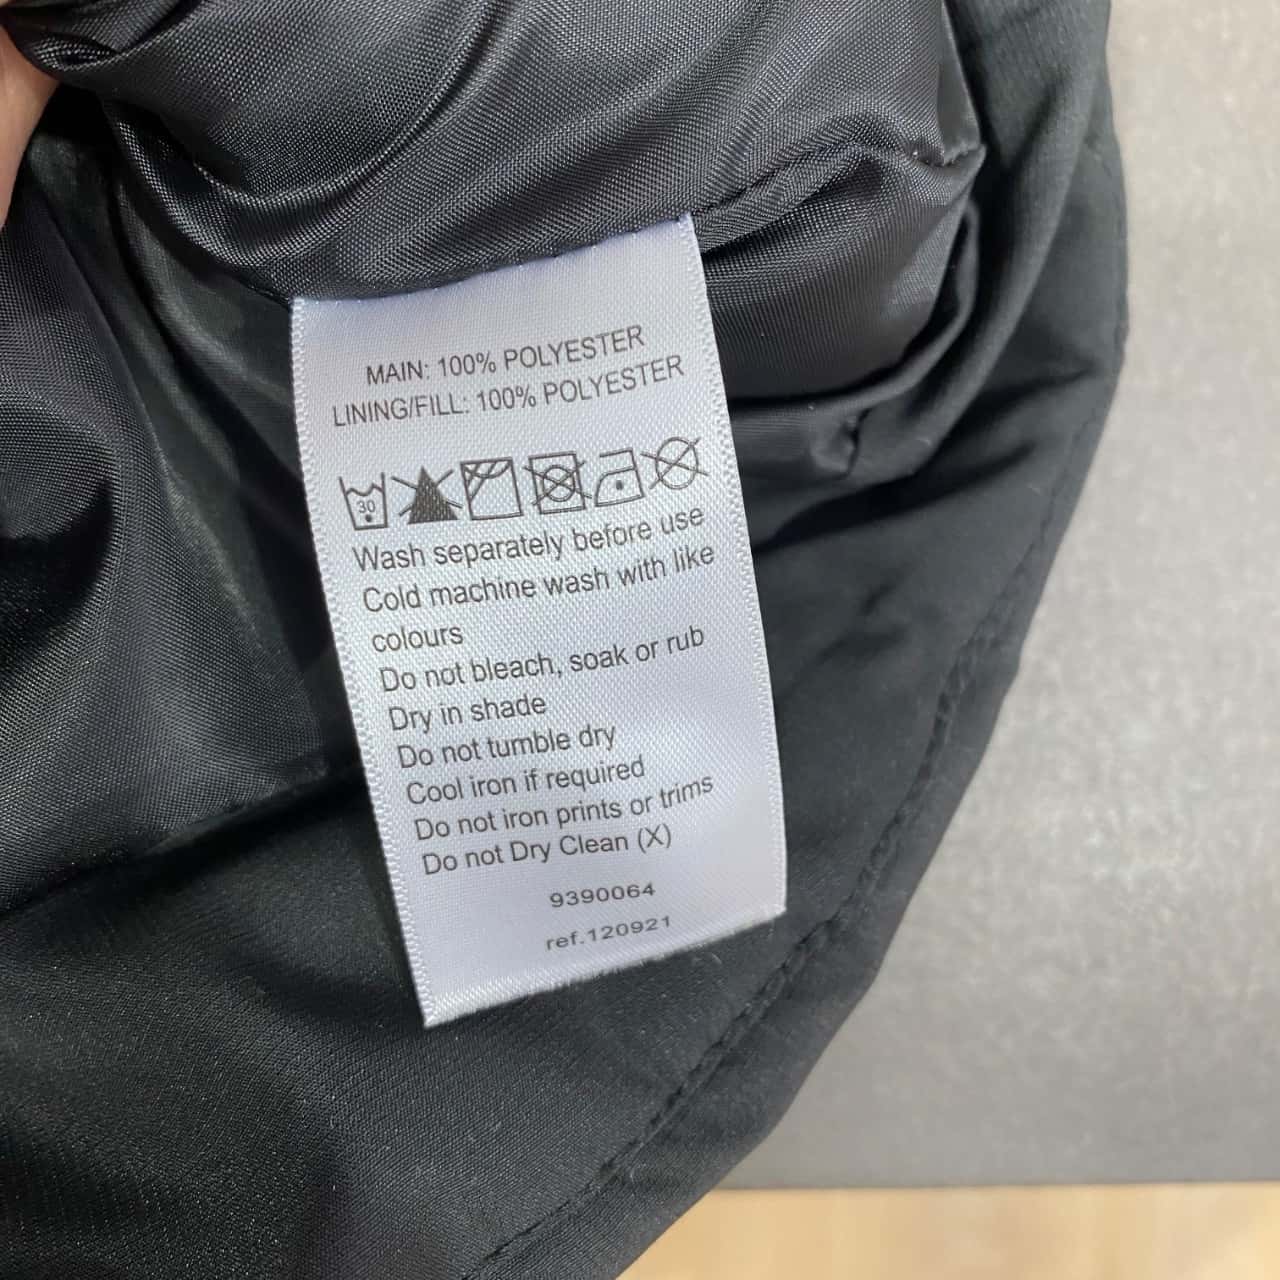 MAIN: 100% POLYESTER
LINING/FILL: 100% POLYESTER
30
Wash separately before use
Cold machine wash with like
colours
Do not bleach, soak or rub
Dry in shade
Do not tumble dry
Cool iron if required
Do not iron prints or trims
Do not Dry Clean (X)
9390064
ref.120921